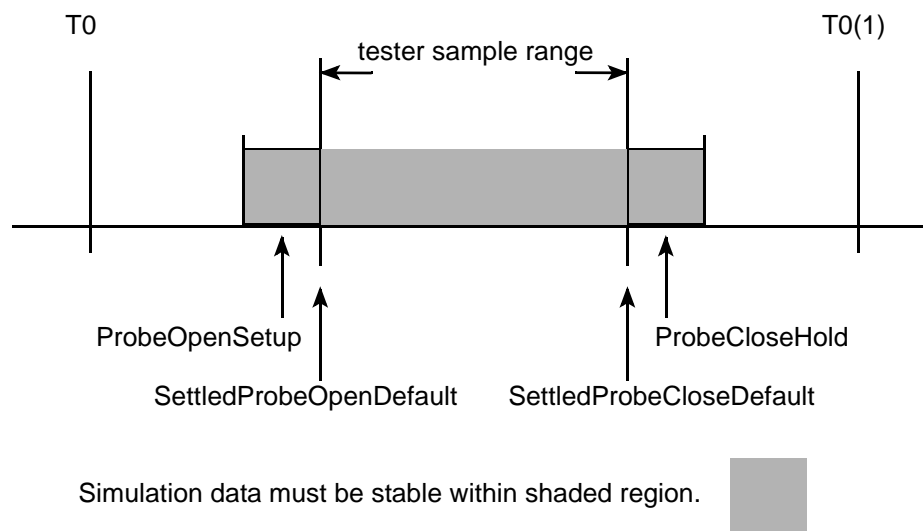 T0
T0(1)
tester sample range
ProbeOpenSetup
ProbeCloseHold
SettledProbeOpenDefault
SettledProbeCloseDefault
Simulation data must be stable within shaded region.